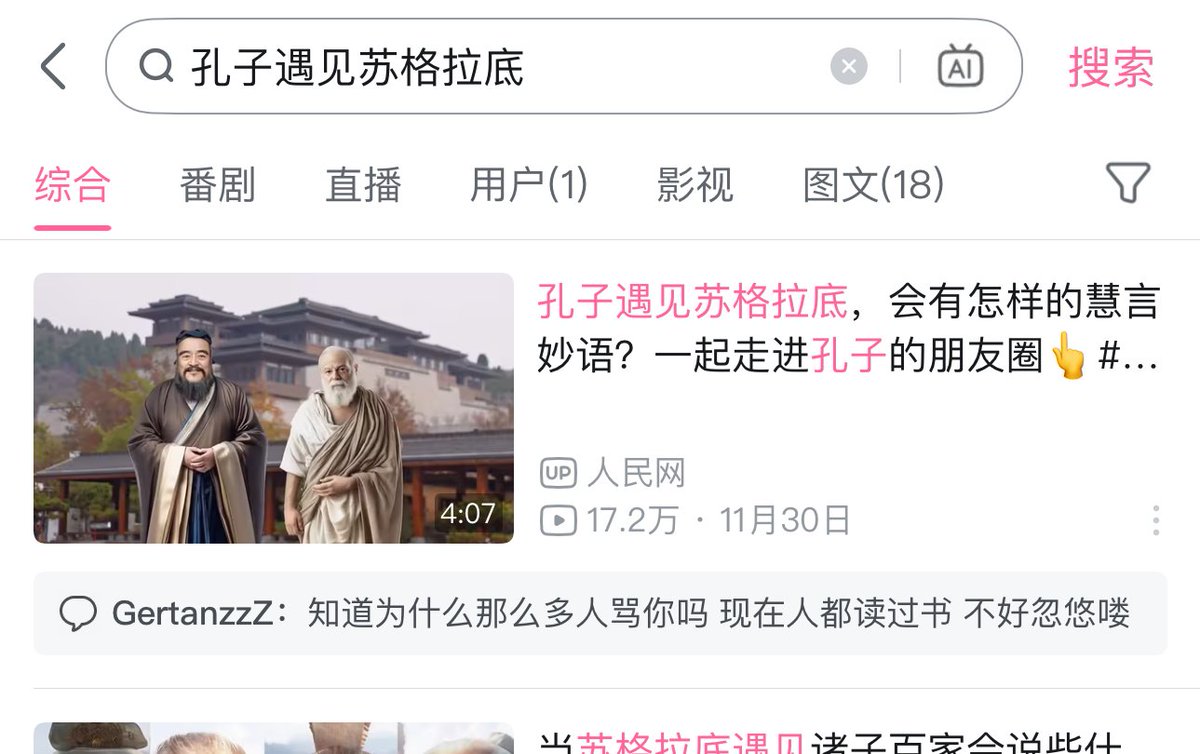 孔子遇见苏格拉底
AI
搜索
综合 番剧 直播 用户(1) 影视 图文(18)
孔子遇见苏格拉底，会有怎样的慧言
妙语？一起走进孔子的朋友圈👆 #...
UP 人民网
17.2万 · 11月30日
4:07
GertanzzZ： 知道为什么那么多人骂你吗 现在人都读过书 不好忽悠喽
当苏格拉底遇见诸子百家会说些什